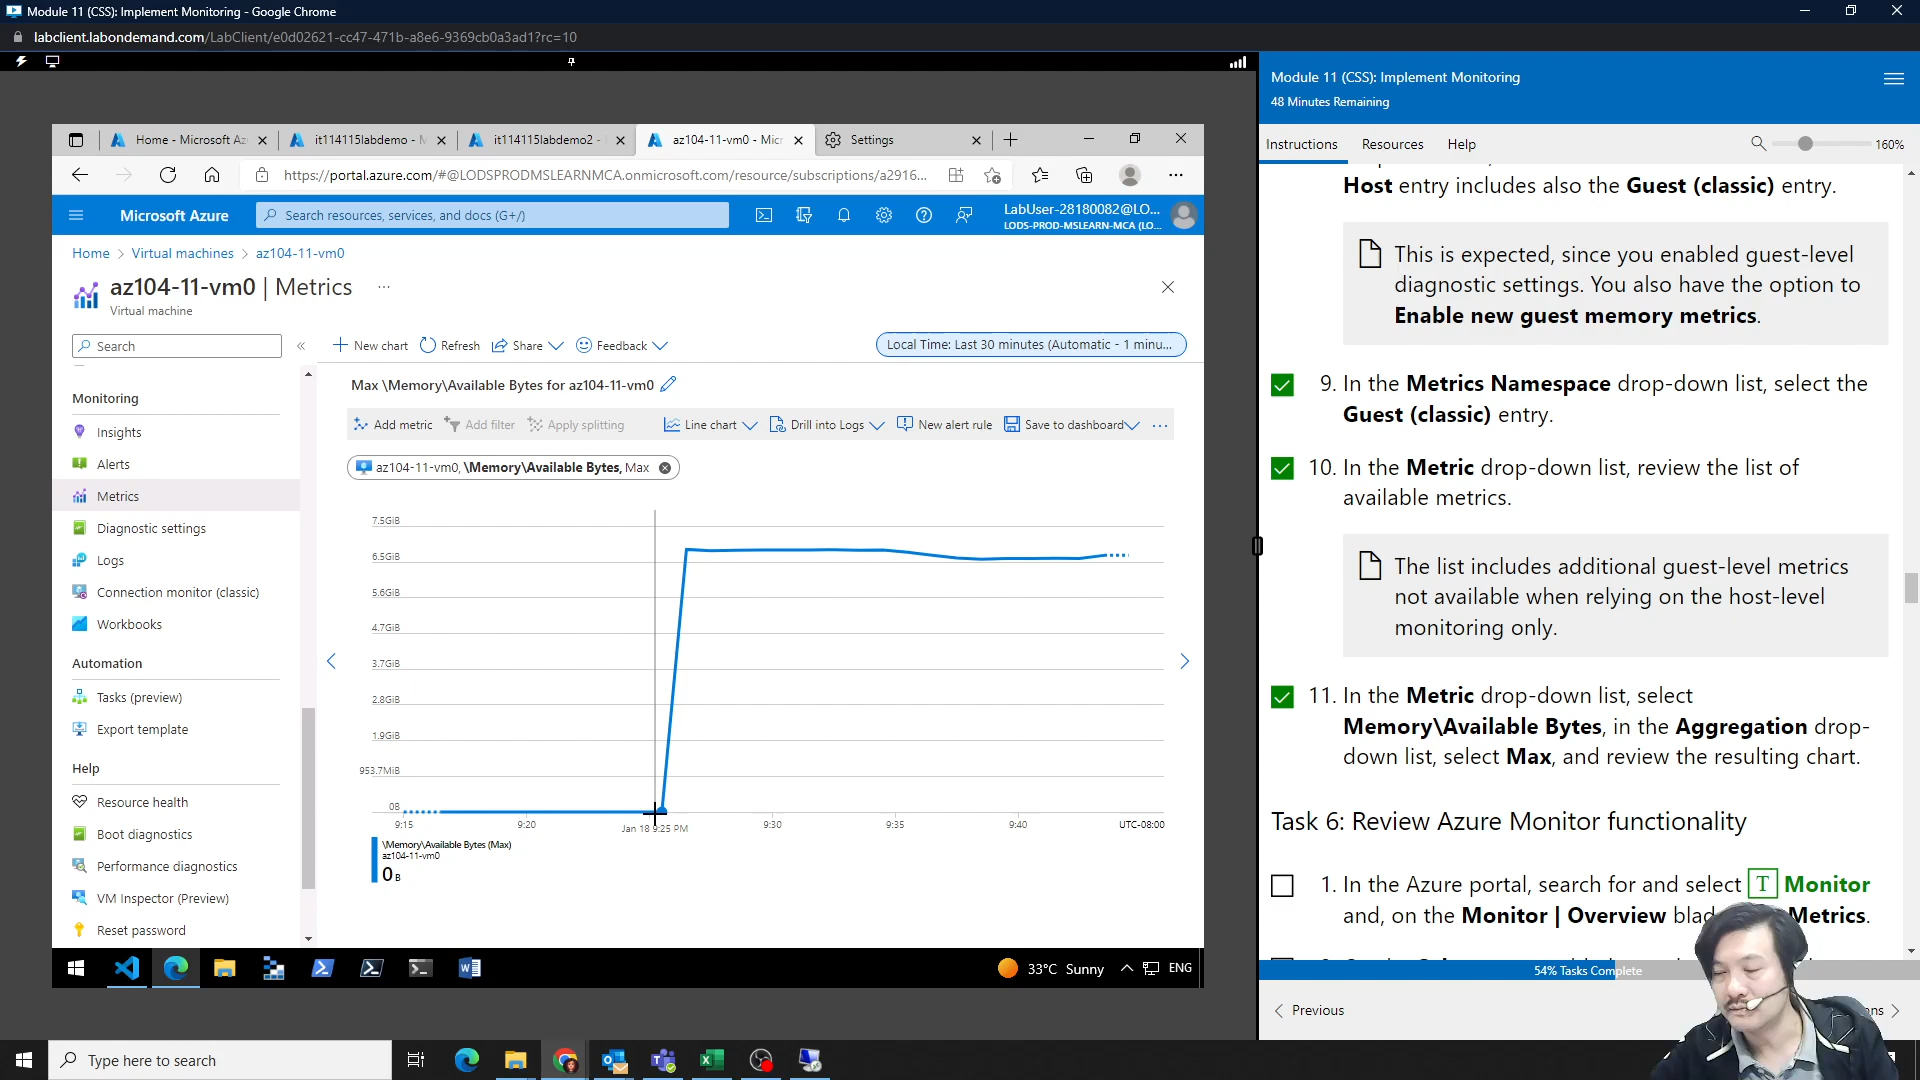 Module 11 (CSS): Implement Monitoring - Google Chrome
labclient.labondemand.com/LabClient/e0d02621-cc47-471b-a8e6-9369cb0a3ad1?rc=10
Home - Microsoft Az
it114115labdemo - M
it114115labdemo2 -
az104-11-vm0 - Micr
Settings
https://portal.azure.com/#@LODSPRODMSLEARNMCA.onmicrosoft.com/resource/subscriptions/a2916...
Microsoft Azure
Search resources, services, and docs (G+/)
LabUser-28180082@LO...
LODS-PROD-MSLEARN-MCA (LO...
Home > Virtual machines > az104-11-vm0
az104-11-vm0 | Metrics ...
Virtual machine
Search
«
New chart
Refresh
Share
Feedback
Local Time: Last 30 minutes (Automatic - 1 minu...
Monitoring
Insights
Alerts
Metrics
Diagnostic settings
Logs
Connection monitor (classic)
Workbooks
Automation
Tasks (preview)
Export template
Help
Resource health
Boot diagnostics
Performance diagnostics
VM Inspector (Preview)
Reset password
Max \Memory\Available Bytes for az104-11-vm0
Add metric
Add filter
Apply splitting
Line chart
Drill into Logs
New alert rule
Save to dashboard
...
az104-11-vm0, \Memory\Available Bytes, Max
7.5GiB
6.5GiB
5.6GiB
4.7GiB
3.7GiB
2.8GiB
1.9GiB
953.7MiB
0B
9:15
9:20
Jan 18 9:25 PM
9:30
9:35
9:40
UTC-08:00
\Memory\Available Bytes (Max)
az104-11-vm0
0 B
33°C Sunny
ENG
Module 11 (CSS): Implement Monitoring
48 Minutes Remaining
Instructions
Resources
Help
160%
Host entry includes also the Guest (classic) entry.
This is expected, since you enabled guest-level
diagnostic settings. You also have the option to
Enable new guest memory metrics.
9. In the Metrics Namespace drop-down list, select the
Guest (classic) entry.
10. In the Metric drop-down list, review the list of
available metrics.
The list includes additional guest-level metrics
not available when relying on the host-level
monitoring only.
11. In the Metric drop-down list, select
Memory\Available Bytes, in the Aggregation drop-
down list, select Max, and review the resulting chart.
Task 6: Review Azure Monitor functionality
1. In the Azure portal, search for and select T Monitor
and, on the Monitor | Overview blad Metrics.
54% Tasks Complete
Previous
Type here to search